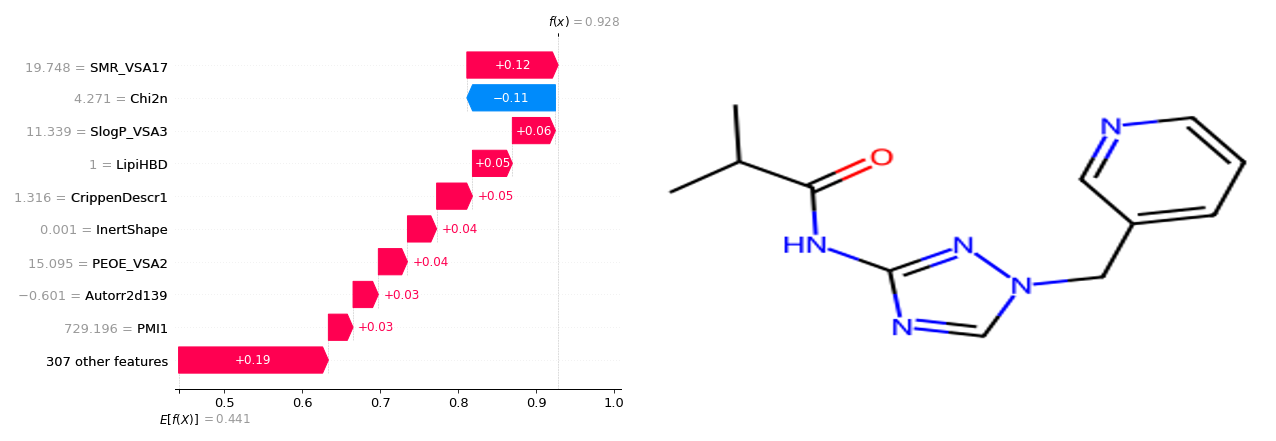 f(x) = 0.928
19.748 = SMR_VSA17
+0.12
4.271 = Chi2n
−0.11
11.339 = SlogP_VSA3
+0.06
1 = LipiHBD
+0.05
1.316 = CrippenDescr1
+0.05
0.001 = InertShape
+0.04
15.095 = PEOE_VSA2
+0.04
−0.601 = Autorr2d139
+0.03
729.196 = PMI1
+0.03
307 other features
+0.19
0.5 0.6 0.7 0.8 0.9 1.0
E[f(X)] = 0.441
N
O
HN
N
N
N